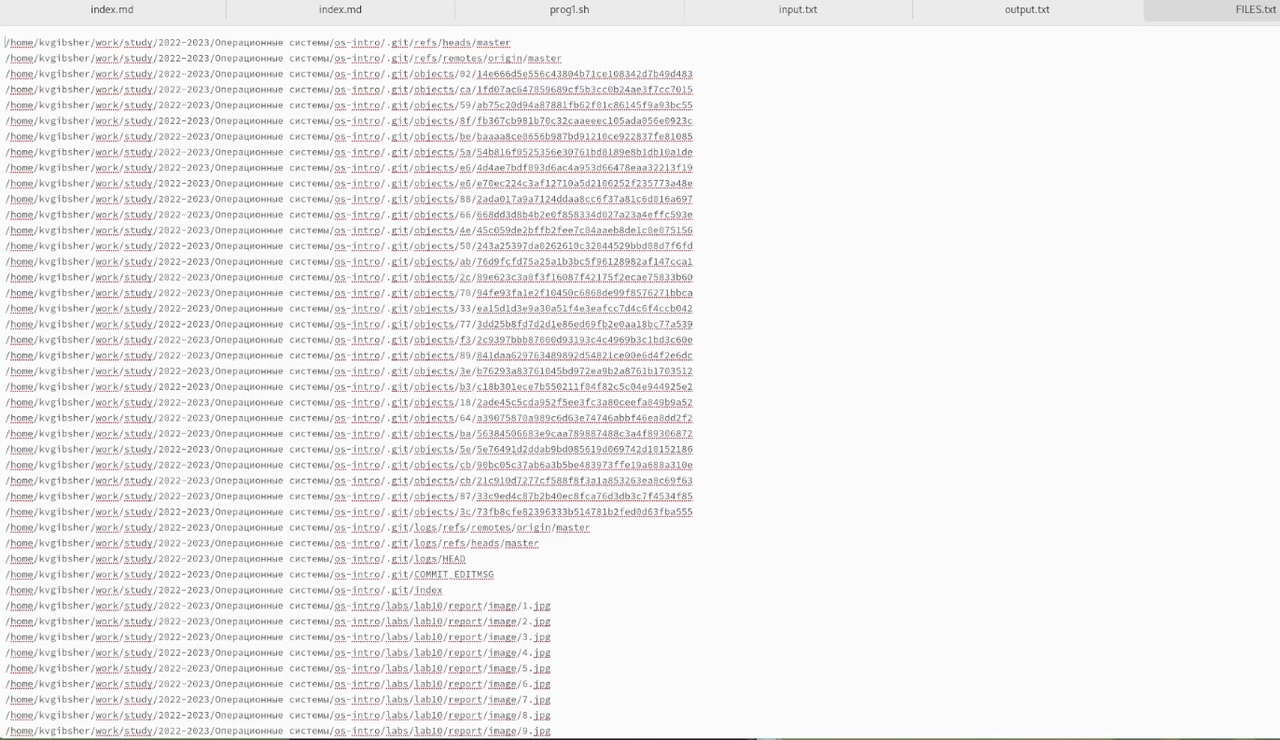 index.md
index.md
prog1.sh
input.txt
output.txt
FILES.txt
/home/kvgibsher/work/study/2022-2023/Операционные системы/os-intro/.git/refs/heads/master
/home/kvgibsher/work/study/2022-2023/Операционные системы/os-intro/.git/refs/remotes/origin/master
/home/kvgibsher/work/study/2022-2023/Операционные системы/os-intro/.git/objects/02/14e666d5e556c43804b71ce108342d7b49d483
/home/kvgibsher/work/study/2022-2023/Операционные системы/os-intro/.git/objects/ca/1fd07ac647859689cf5b3cc0b24ae3f7cc7015
/home/kvgibsher/work/study/2022-2023/Операционные системы/os-intro/.git/objects/59/ab75c20d94a87881fb62f01c86145f9a93bc55
/home/kvgibsher/work/study/2022-2023/Операционные системы/os-intro/.git/objects/8f/fb367cb981b70c32caaeeec105ada056e0923c
/home/kvgibsher/work/study/2022-2023/Операционные системы/os-intro/.git/objects/be/baaaa8ce0656b987bd91210ce922837fe81085
/home/kvgibsher/work/study/2022-2023/Операционные системы/os-intro/.git/objects/5a/54b816f0525356e30761bd8189e8b1db10a1de
/home/kvgibsher/work/study/2022-2023/Операционные системы/os-intro/.git/objects/e6/4d4ae7bdf093d6ac4a953d66478eaa32213f19
/home/kvgibsher/work/study/2022-2023/Операционные системы/os-intro/.git/objects/e6/e70ec224c3af12710a5d2106252f235773a48e
/home/kvgibsher/work/study/2022-2023/Операционные системы/os-intro/.git/objects/88/2ada017a9a7124ddaa8cc6f37a81c6d016a697
/home/kvgibsher/work/study/2022-2023/Операционные системы/os-intro/.git/objects/66/668dd3d8b4b2e0f858334d027a23a4effc593e
/home/kvgibsher/work/study/2022-2023/Операционные системы/os-intro/.git/objects/4e/45c059de2bffb2fee7c04aaeb8de1c0e075156
/home/kvgibsher/work/study/2022-2023/Операционные системы/os-intro/.git/objects/50/243a25397da0262610c32044529bbd08d7f6fd
/home/kvgibsher/work/study/2022-2023/Операционные системы/os-intro/.git/objects/ab/76d9fcfd75a25a1b3bc5f96128982af147cca1
/home/kvgibsher/work/study/2022-2023/Операционные системы/os-intro/.git/objects/2c/89e623c3a0f3f16087f42175f2ecae75833b60
/home/kvgibsher/work/study/2022-2023/Операционные системы/os-intro/.git/objects/70/94fe93fa1e2f10450c6868de99f8576271bbca
/home/kvgibsher/work/study/2022-2023/Операционные системы/os-intro/.git/objects/33/ea15d1d3e9a30a51f4e3eafcc7d4c6f4ccb042
/home/kvgibsher/work/study/2022-2023/Операционные системы/os-intro/.git/objects/77/3dd25b8fd7d2d1e86ed69fb2e0aa18bc77a539
/home/kvgibsher/work/study/2022-2023/Операционные системы/os-intro/.git/objects/f3/2c9397bbb87000d93193c4c4969b3c1bd3c60e
/home/kvgibsher/work/study/2022-2023/Операционные системы/os-intro/.git/objects/89/841daa629763489892d54821ce00e6d4f2e6dc
/home/kvgibsher/work/study/2022-2023/Операционные системы/os-intro/.git/objects/3e/b76293a83761045bd972ea9b2a8761b1703512
/home/kvgibsher/work/study/2022-2023/Операционные системы/os-intro/.git/objects/b3/c18b301ece7b550211f04f82c5c04e944925e2
/home/kvgibsher/work/study/2022-2023/Операционные системы/os-intro/.git/objects/18/2ade45c5cda952f5ee3fc3a80ceefa049b9a52
/home/kvgibsher/work/study/2022-2023/Операционные системы/os-intro/.git/objects/64/a39075870a989c6d63e74746abbf46ea8dd2f2
/home/kvgibsher/work/study/2022-2023/Операционные системы/os-intro/.git/objects/ba/56384506683e9caa789887488c3a4f89306872
/home/kvgibsher/work/study/2022-2023/Операционные системы/os-intro/.git/objects/5e/5e76491d2ddab9bd085619d069742d10152186
/home/kvgibsher/work/study/2022-2023/Операционные системы/os-intro/.git/objects/cb/90bc05c37ab6a3b5be483973ffe19a688a310e
/home/kvgibsher/work/study/2022-2023/Операционные системы/os-intro/.git/objects/cb/21c910d7277cf588f8f3a1a853263ea8c69f63
/home/kvgibsher/work/study/2022-2023/Операционные системы/os-intro/.git/objects/87/33c9ed4c87b2b40ec8fca76d3db3c7f4534f85
/home/kvgibsher/work/study/2022-2023/Операционные системы/os-intro/.git/objects/3c/73fb8cfe82396333b514781b2fed0d63fba555
/home/kvgibsher/work/study/2022-2023/Операционные системы/os-intro/.git/logs/refs/remotes/origin/master
/home/kvgibsher/work/study/2022-2023/Операционные системы/os-intro/.git/logs/refs/heads/master
/home/kvgibsher/work/study/2022-2023/Операционные системы/os-intro/.git/logs/HEAD
/home/kvgibsher/work/study/2022-2023/Операционные системы/os-intro/.git/COMMIT_EDITMSG
/home/kvgibsher/work/study/2022-2023/Операционные системы/os-intro/.git/index
/home/kvgibsher/work/study/2022-2023/Операционные системы/os-intro/labs/lab10/report/image/1.jpg
/home/kvgibsher/work/study/2022-2023/Операционные системы/os-intro/labs/lab10/report/image/2.jpg
/home/kvgibsher/work/study/2022-2023/Операционные системы/os-intro/labs/lab10/report/image/3.jpg
/home/kvgibsher/work/study/2022-2023/Операционные системы/os-intro/labs/lab10/report/image/4.jpg
/home/kvgibsher/work/study/2022-2023/Операционные системы/os-intro/labs/lab10/report/image/5.jpg
/home/kvgibsher/work/study/2022-2023/Операционные системы/os-intro/labs/lab10/report/image/6.jpg
/home/kvgibsher/work/study/2022-2023/Операционные системы/os-intro/labs/lab10/report/image/7.jpg
/home/kvgibsher/work/study/2022-2023/Операционные системы/os-intro/labs/lab10/report/image/8.jpg
/home/kvgibsher/work/study/2022-2023/Операционные системы/os-intro/labs/lab10/report/image/9.jpg